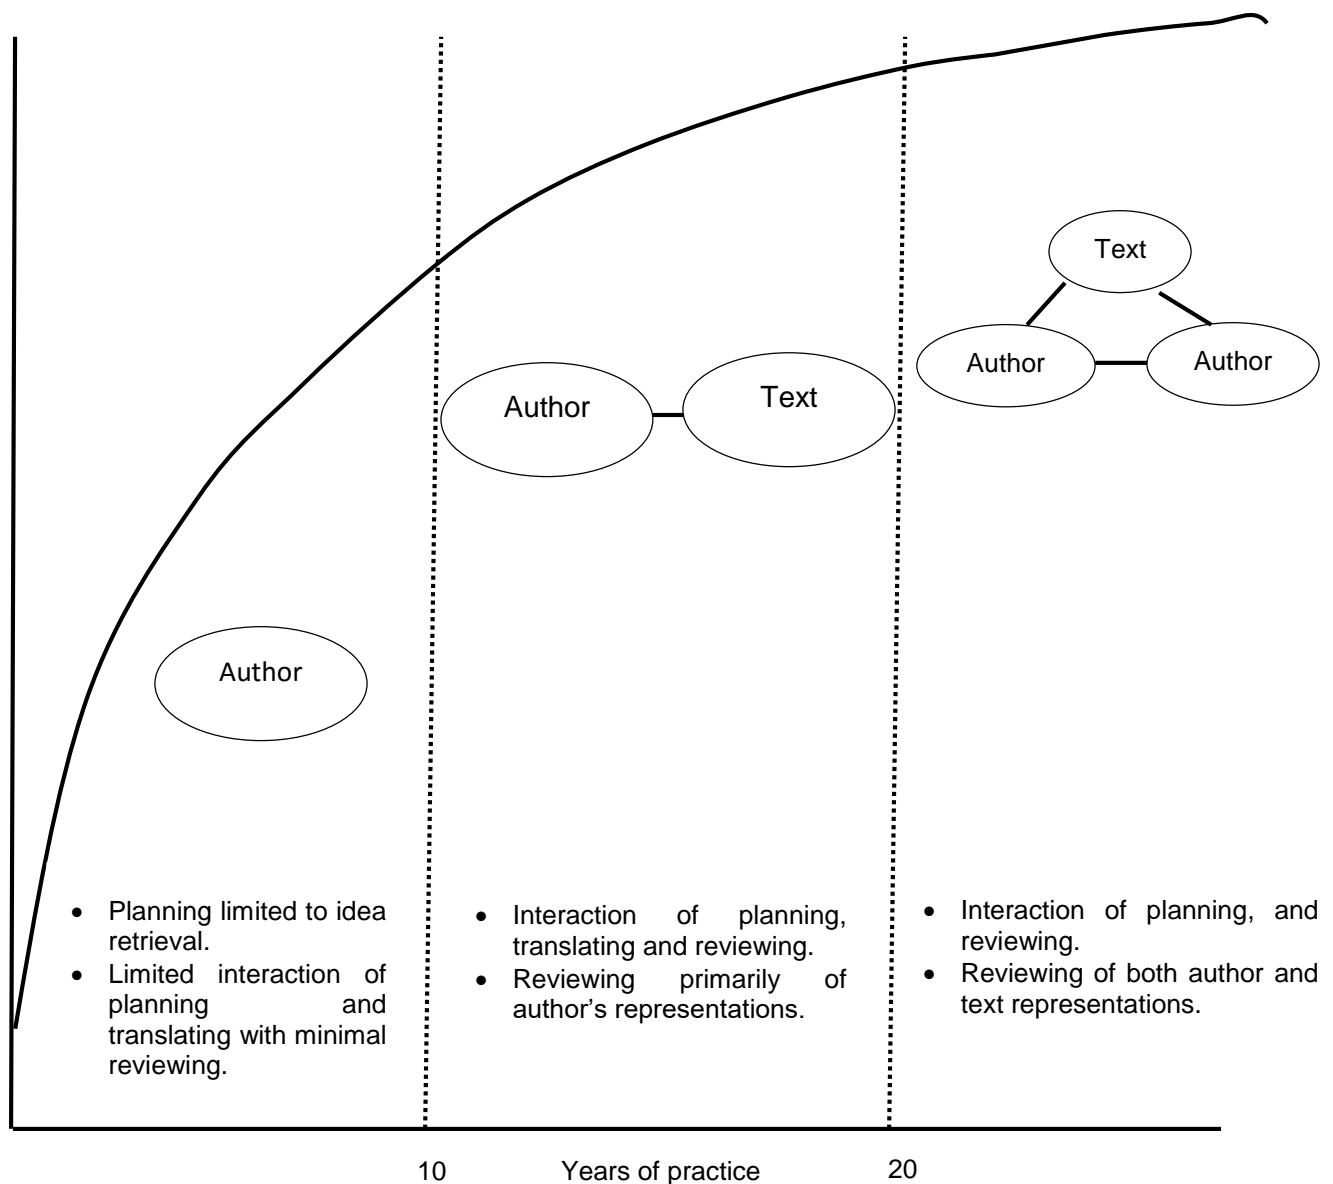 Text
Author
Author
Author
Text
Author
• Planning limited to idea
retrieval.
• Limited interaction of
planning and
translating with minimal
reviewing.
• Interaction of planning,
translating and reviewing.
• Reviewing primarily of
author’s representations.
• Interaction of planning, and
reviewing.
• Reviewing of both author and
text representations.
10
Years of practice
20